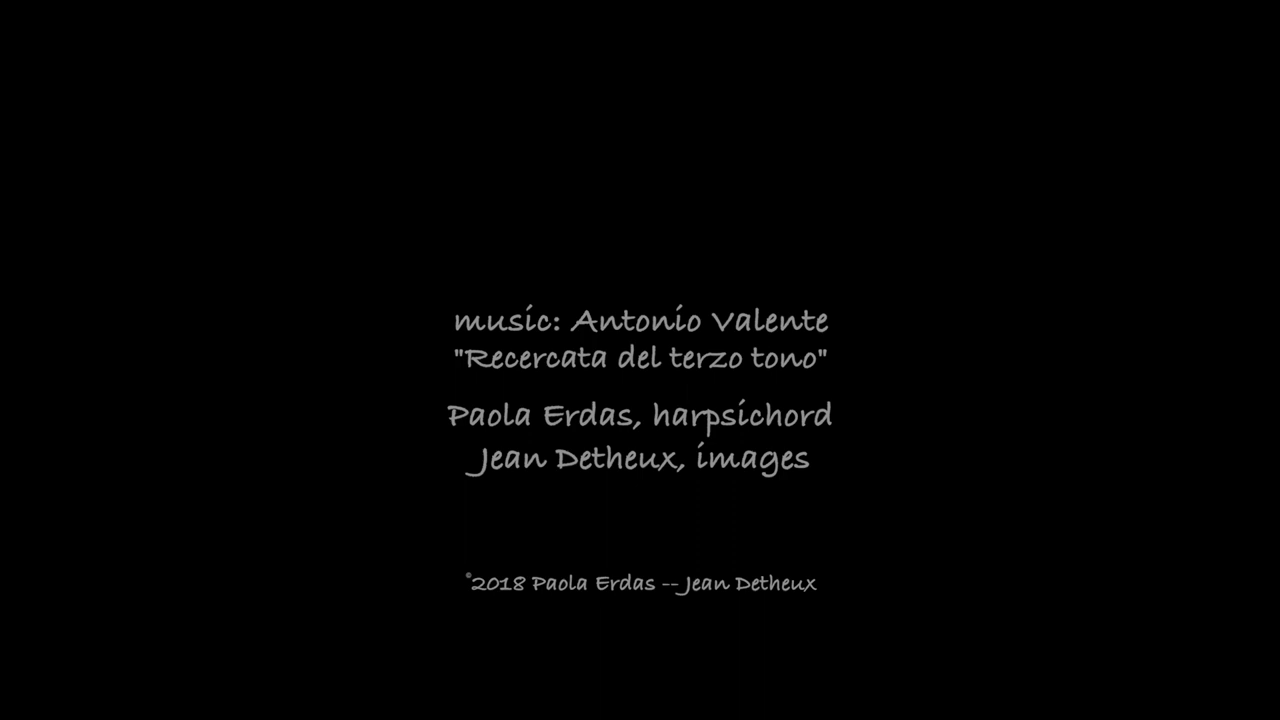 music: Antonio Valente
"Recercata del terzo tono"
Paola Erdas, harpsichord
Jean Detheux, images
©2018 Paola Erdas -- Jean Detheux